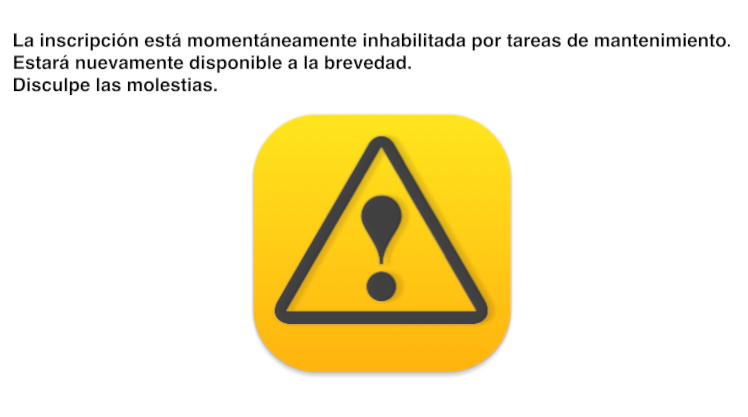 La inscripción está momentáneamente inhabilitada por tareas de mantenimiento.
Estará nuevamente disponible a la brevedad.
Disculpe las molestias.